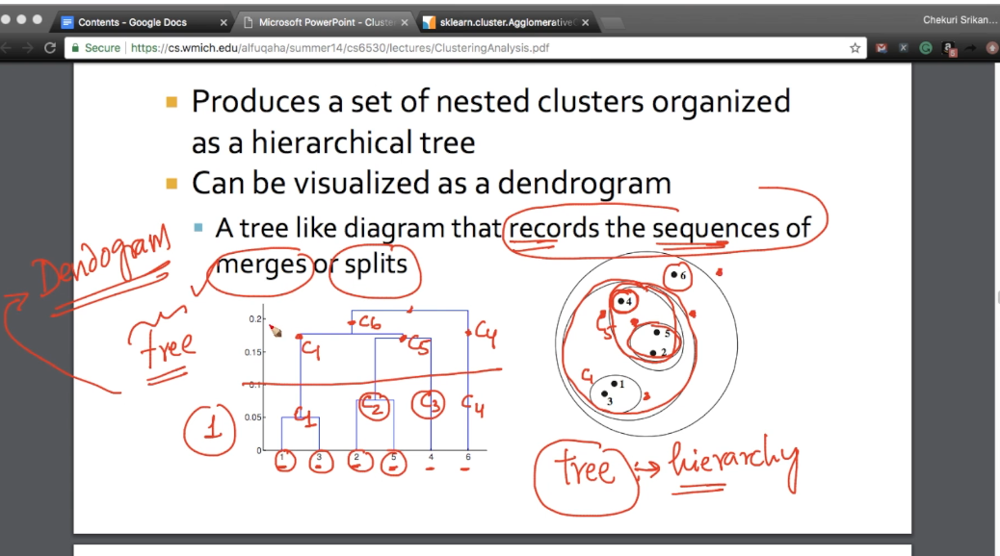 Contents - Google Docs
Microsoft PowerPoint - Cluste
sklearn.cluster.AgglomerativeC
Chekuri Srikan...
Secure
https://cs.wmich.edu/alfuqaha/summer14/cs6530/lectures/ClusteringAnalysis.pdf
Produces a set of nested clusters organized
as a hierarchical tree
Can be visualized as a dendrogram
A tree like diagram that records the sequences of
merges or splits
Dendogram
Tree
0.2
0.15
0.1
0.05
0
1 3 2 5 4 6
C6
C1 C5 C4
C1 C2 C3 C4
1
6
4
C5
5
2
C1
1
3
tree → hierarchy